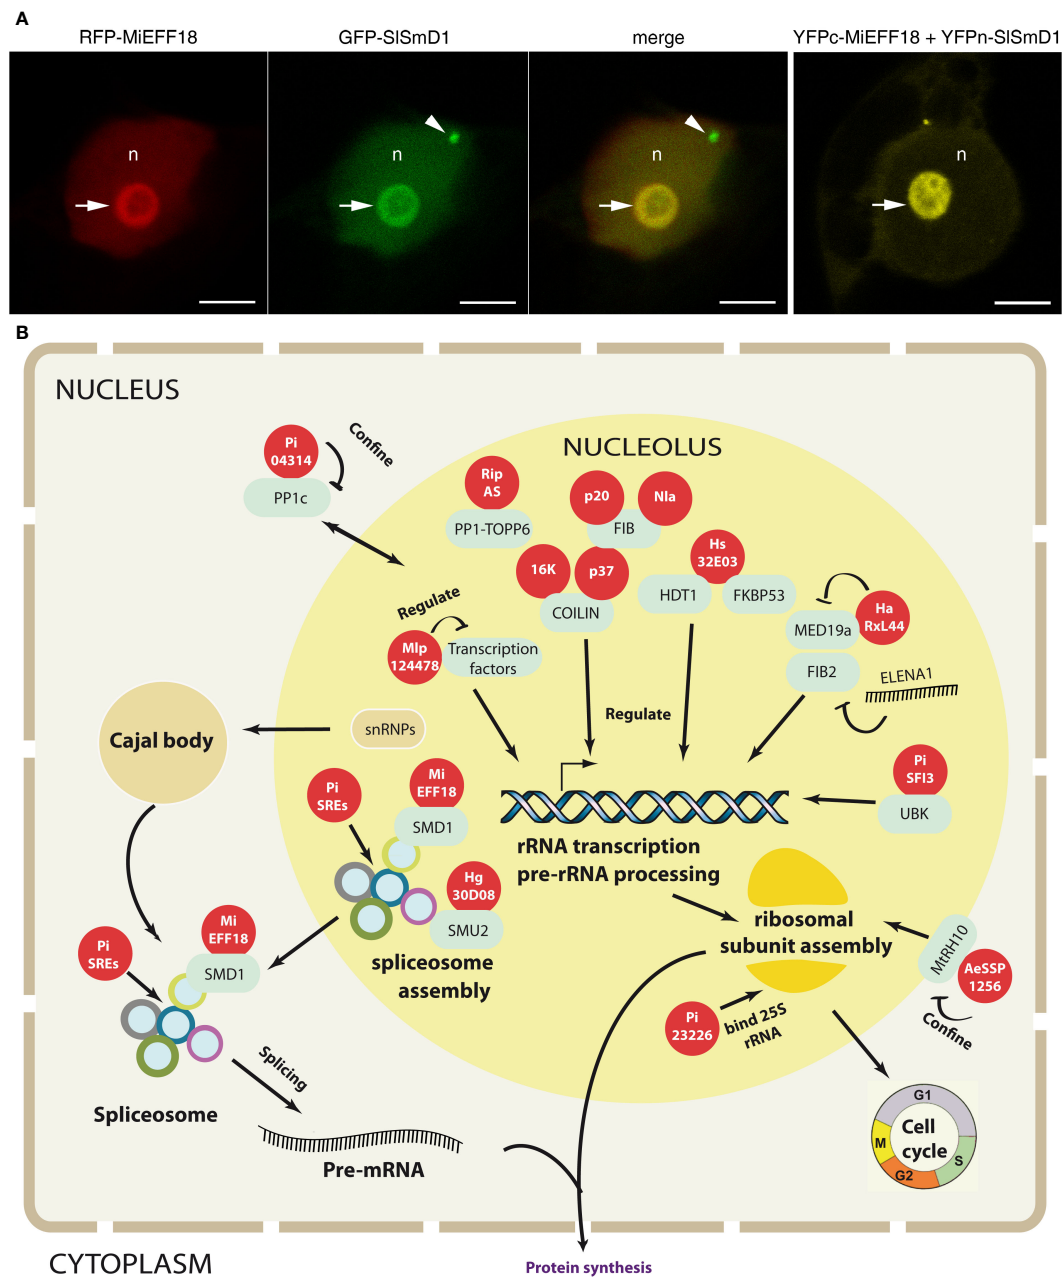 A
RFP-MiEFF18
GFP-SlSmD1
merge
YFPc-MiEFF18 + YFPn-SlSmD1
n
n
n
n
B
NUCLEUS
NUCLEOLUS
Pi
04314
Confine
PP1c
Rip
AS
PP1-TOPP6
p20
NIa
FIB
16K
p37
COILIN
Hs
32E03
HDT1
FKBP53
Ha
RxL44
MED19a
FIB2
ELENA1
Regulate
Mlp
124478
Transcription
factors
Regulate
Cajal body
snRNPs
Pi
SREs
Mi
EFF18
SMD1
Pi
SFI3
UBK
rRNA transcription
pre-rRNA processing
Hg
30D08
SMU2
spliceosome
assembly
ribosomal
subunit assembly
MtRH10
AeSSP
1256
Confine
Pi
23226
bind 25S
rRNA
Mi
EFF18
Pi
SREs
SMD1
Splicing
Spliceosome
Pre-mRNA
G1
S
G2
M
Cell
cycle
CYTOPLASM
Protein synthesis